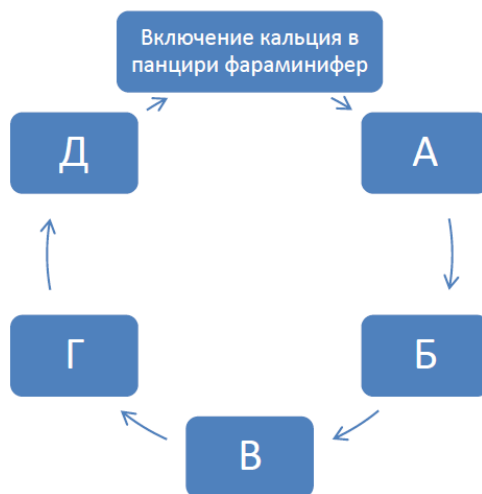 Включение кальция в
панцири фараминифер
Д
А
Г
Б
В